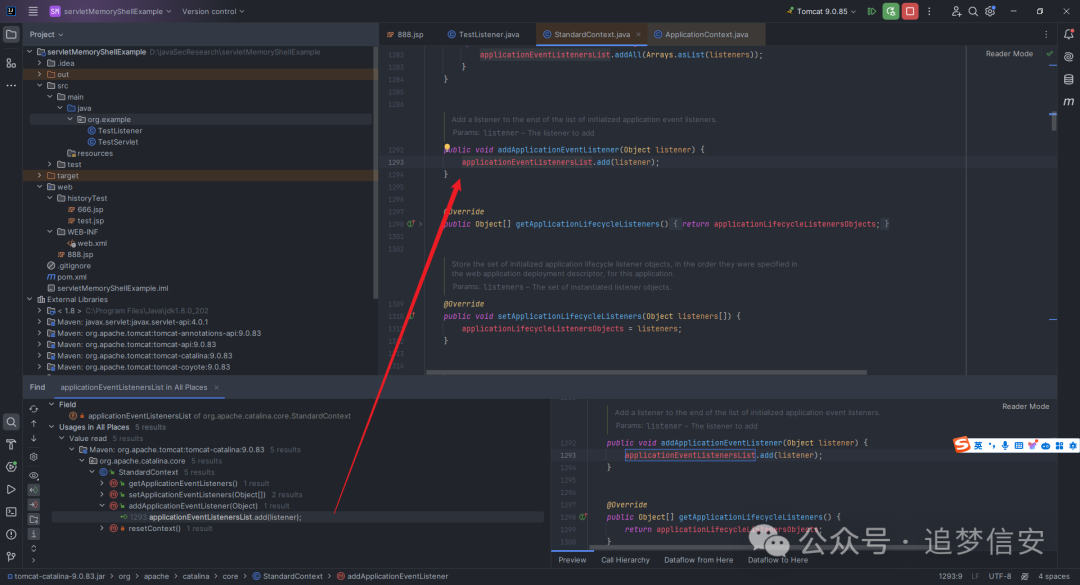 servletMemoryShellExample
Version control
Tomcat 9.0.85
Project
servletMemoryShellExample D:\javaSecResearch\servletMemoryShellExample
.idea
out
src
main
java
org.example
TestListener
TestServlet
resources
test
target
web
historyTest
666.jsp
test.jsp
WEB-INF
web.xml
888.jsp
.gitignore
pom.xml
servletMemoryShellExample.iml
External Libraries
< 1.8 > C:\Program Files\Java\jdk1.8.0_202
Maven: javax.servlet:javax.servlet-api:4.0.1
Maven: org.apache.tomcat:tomcat-annotations-api:9.0.83
Maven: org.apache.tomcat:tomcat-api:9.0.83
Maven: org.apache.tomcat:tomcat-catalina:9.0.83
Maven: org.apache.tomcat:tomcat-coyote:9.0.83
888.jsp
TestListener.java
StandardContext.java
ApplicationContext.java
Reader Mode
1283 applicationEventListenersList.addAll(Arrays.asList(listeners));
}
1284 }
1285
1286
Add a listener to the end of the list of initialized application event listeners.
Params: listener – The listener to add
1292 public void addApplicationEventListener(Object listener) {
1293 applicationEventListenersList.add(listener);
1294 }
1295
1296
1297 @Override
1298 public Object[] getApplicationLifecycleListeners() { return applicationLifecycleListenersObjects; }
1301
1302
Store the set of initialized application lifecycle listener objects, in the order they were specified in
the web application deployment descriptor, for this application.
Params: listeners – The set of instantiated listener objects.
1309 @Override
1310 public void setApplicationLifecycleListeners(Object listeners[]) {
applicationLifecycleListenersObjects = listeners;
}
1313
1314
Find
applicationEventListenersList in All Places
Field
applicationEventListenersList of org.apache.catalina.core.StandardContext
Usages in All Places 5 results
Value read 5 results
Maven: org.apache.tomcat:tomcat-catalina:9.0.83 5 results
org.apache.catalina.core 5 results
StandardContext 5 results
getApplicationEventListeners() 1 result
setApplicationEventListeners(Object[]) 2 results
addApplicationEventListener(Object) 1 result
1293 applicationEventListenersList.add(listener);
resetContext() 1 result
Add a listener to the end of the list of initialized application event listeners.
Params: listener – The listener to add
Reader Mode
1292 public void addApplicationEventListener(Object listener) {
1293 applicationEventListenersList.add(listener);
1294 }
1295
1296
1297 @Override
1298 public Object[] getApplicationLifecycleListeners() {
1299 return applicationLifecycleListenersObjects;
1300 }
英
公众号 · 追梦信安
Preview
Call Hierarchy
Dataflow from Here
Dataflow to Here
tomcat-catalina-9.0.83.jar > org > apache > catalina > core > StandardContext > addApplicationEventListener
1293:9 LF UTF-8 4 spaces